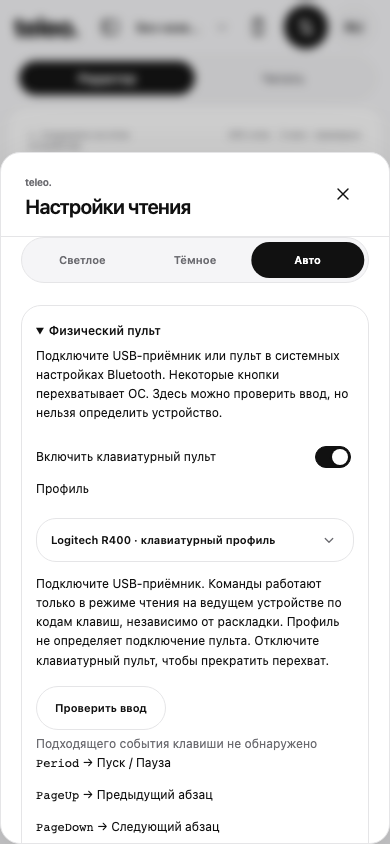 teleo.
Редактор
Читать
teleo.
Настройки чтения
Светлое
Тёмное
Авто
▼ Физический пульт
Подключите USB-приёмник или пульт в системных
настройках Bluetooth. Некоторые кнопки
перехватывает ОС. Здесь можно проверить ввод, но
нельзя определить устройство.
Включить клавиатурный пульт
Профиль
Logitech R400 · клавиатурный профиль
Подключите USB-приёмник. Команды работают
только в режиме чтения на ведущем устройстве по
кодам клавиш, независимо от раскладки. Профиль
не определяет подключение пульта. Отключите
клавиатурный пульт, чтобы прекратить перехват.
Проверить ввод
Подходящего события клавиши не обнаружено
Period → Пуск / Пауза
PageUp → Предыдущий абзац
PageDown → Следующий абзац